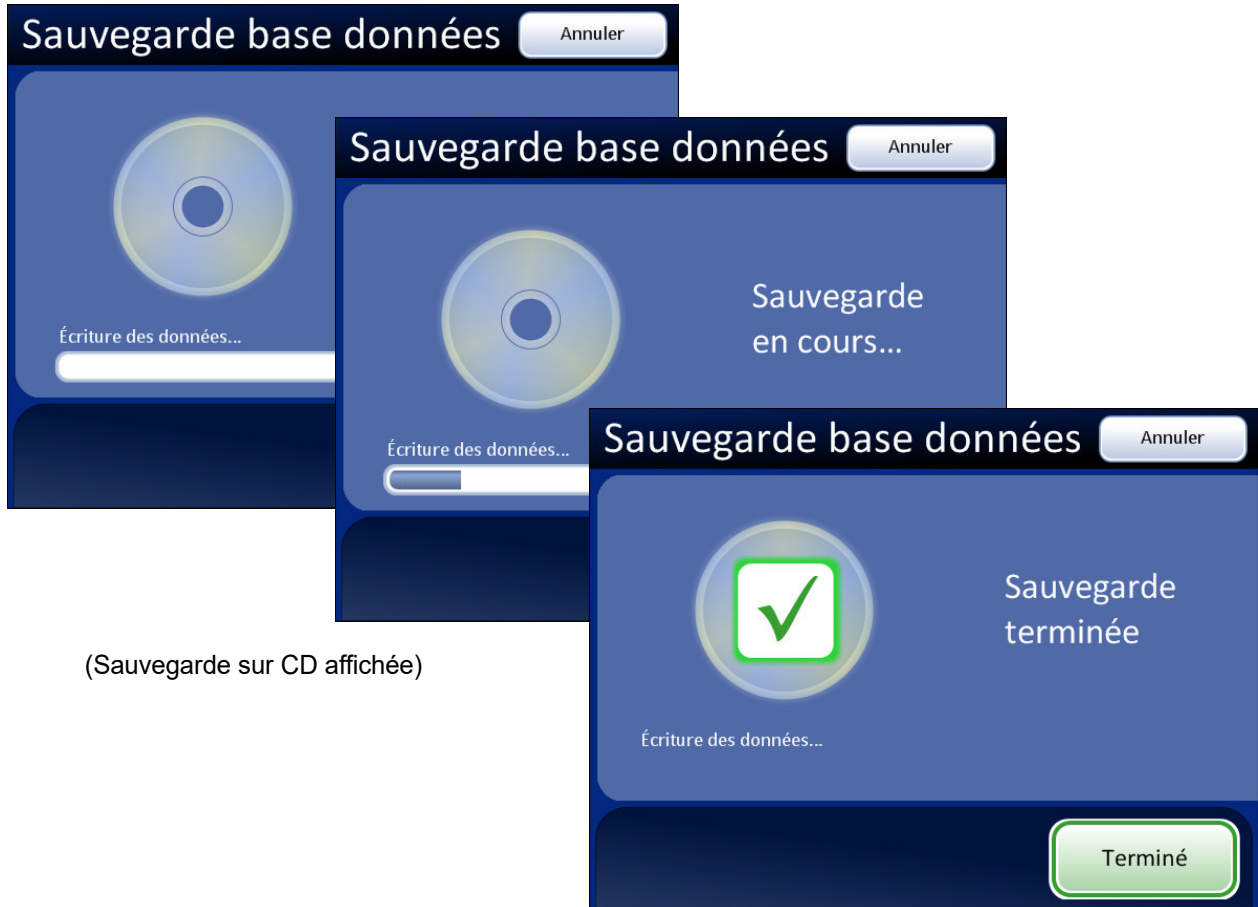 Sauvegarde base données
Annuler
Écriture des données...
Sauvegarde base données
Annuler
Sauvegarde
en cours...
Écriture des données...
Sauvegarde base données
Annuler
Sauvegarde
terminée
Écriture des données...
Terminé
(Sauvegarde sur CD affichée)